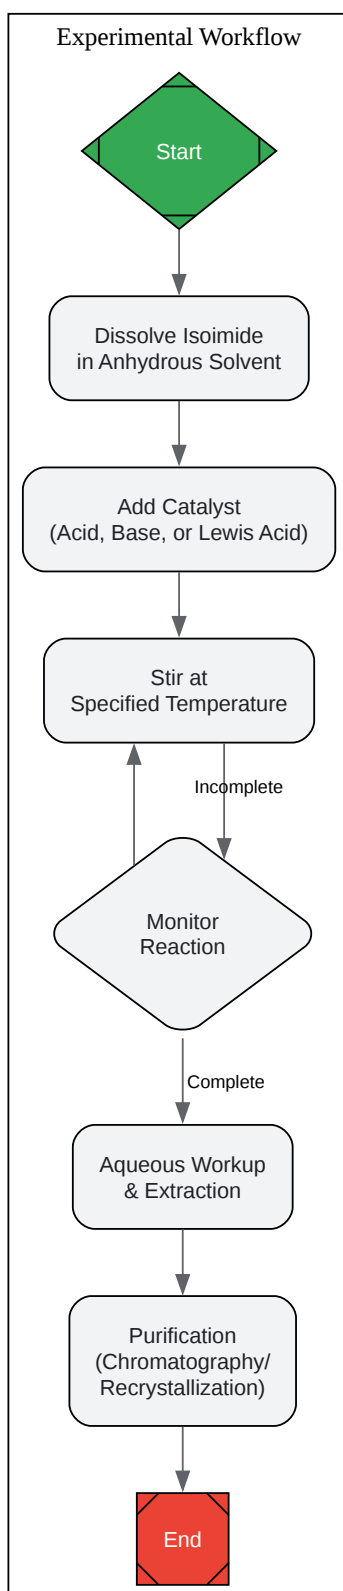 Experimental Workflow
Start
Dissolve Isoimide
in Anhydrous Solvent
Add Catalyst
(Acid, Base, or Lewis Acid)
Stir at
Specified Temperature
Incomplete
Monitor
Reaction
Complete
Aqueous Workup
& Extraction
Purification
(Chromatography/
Recrystallization)
End